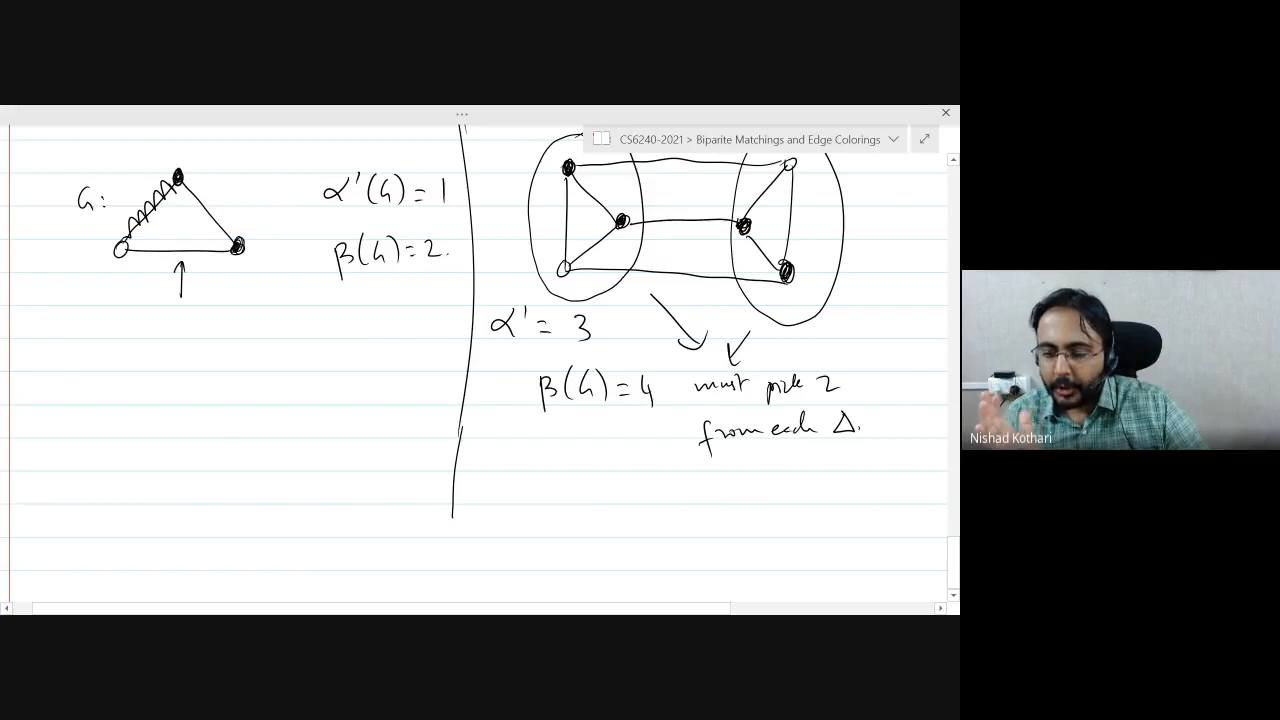 CS6240-2021 > Biparite Matchings and Edge Colorings
G:
α'(G) = 1
β(G) = 2.
α' = 3
β(G) = 4
must pick 2
from each Δ.
Nishad Kothari